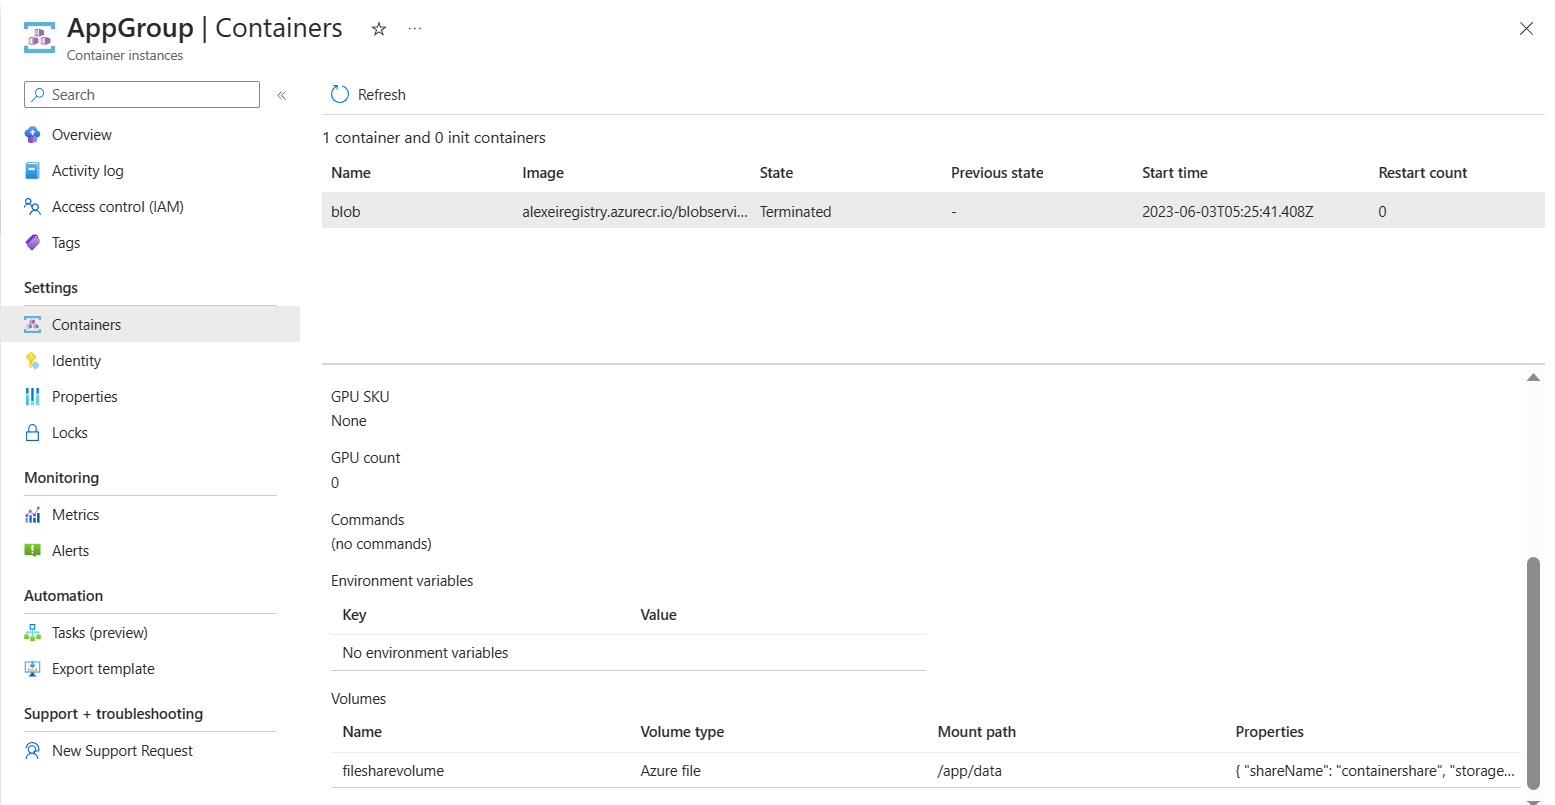 AppGroup | Containers
Container instances
Search
Refresh
Overview
Activity log
Access control (IAM)
Tags
Settings
Containers
Identity
Properties
Locks
Monitoring
Metrics
Alerts
Automation
Tasks (preview)
Export template
Support + troubleshooting
New Support Request
1 container and 0 init containers
Name Image State Previous state Start time Restart count
blob alexeiregistry.azurecr.io/blobservi... Terminated - 2023-06-03T05:25:41.408Z 0
GPU SKU
None
GPU count
0
Commands
(no commands)
Environment variables
Key Value
No environment variables
Volumes
Name Volume type Mount path Properties
filesharevolume Azure file /app/data { "shareName": "containershare", "storage...